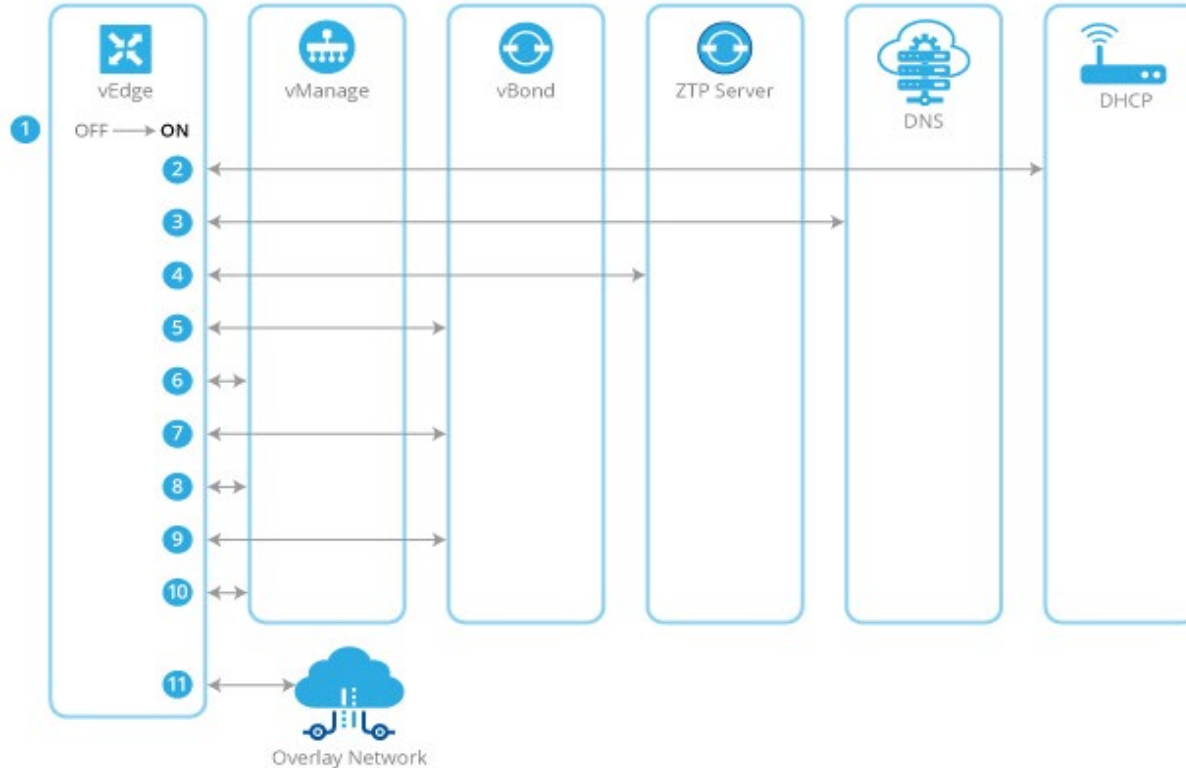 vEdge
vManage
vBond
ZTP Server
DNS
DHCP
1 OFF ON
2
3
4
5
6
7
8
9
10
11
Overlay Network